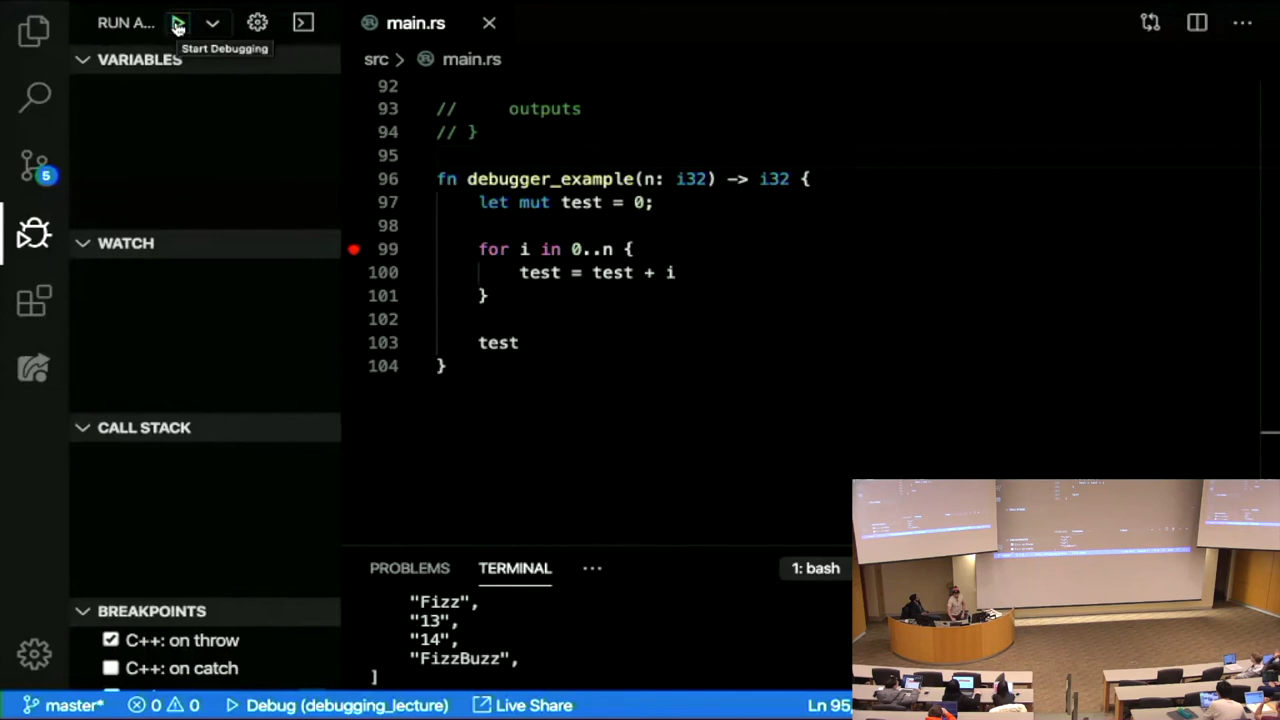 RUN A...
Start Debugging
VARIABLES
WATCH
CALL STACK
BREAKPOINTS
C++: on throw
C++: on catch
5
main.rs
src > main.rs
92
93 // outputs
94 // }
95
96 fn debugger_example(n: i32) -> i32 {
97 let mut test = 0;
98
99 for i in 0..n {
100 test = test + i
101 }
102
103 test
104 }
PROBLEMS TERMINAL ... 1: bash
"Fizz",
"13",
"14",
"FizzBuzz",
]
master* 0 0 Debug (debugging_lecture) Live Share Ln 95,